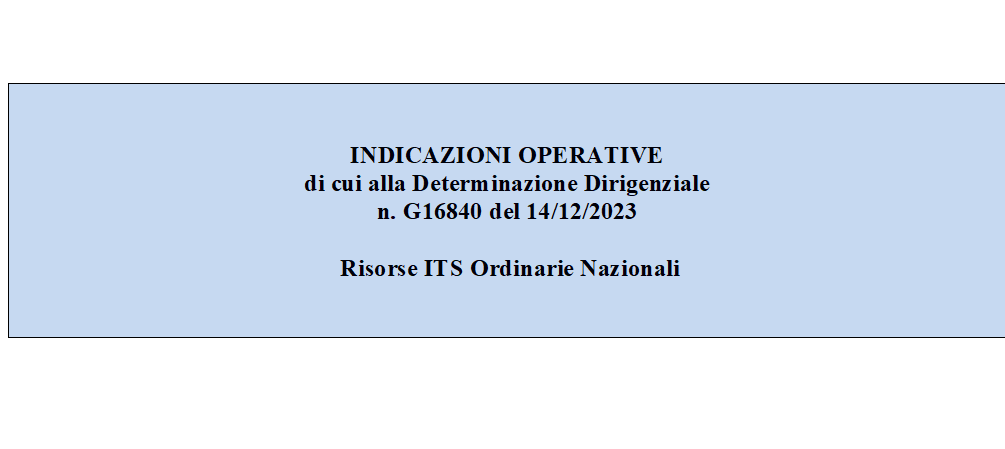 INDICAZIONI OPERATIVE
di cui alla Determinazione Dirigenziale
n. G16840 del 14/12/2023
Risorse ITS Ordinarie Nazionali